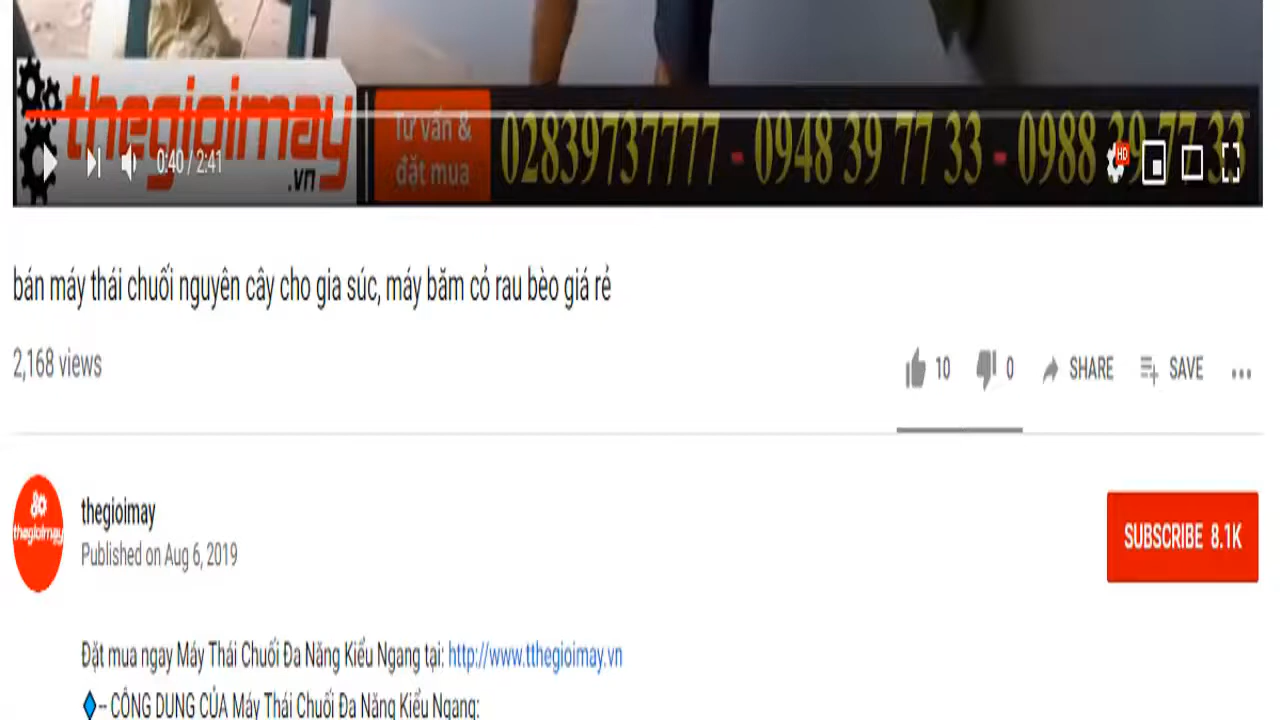 thegioimay
.vn
Tư vấn &
đặt mua
02839737777 - 0948 39 77 33 - 0988 39 77 33
HD
0:40 / 2:41
bán máy thái chuối nguyên cây cho gia súc, máy băm cỏ rau bèo giá rẻ
2,168 views
10 0 SHARE SAVE
thegioimay
thegioimay
Published on Aug 6, 2019
SUBSCRIBE 8.1K
Đặt mua ngay Máy Thái Chuối Đa Năng Kiểu Ngang tại: http://www.tthegioimay.vn
-- CÔNG DỤNG CỦA Máy Thái Chuối Đa Năng Kiểu Ngang: